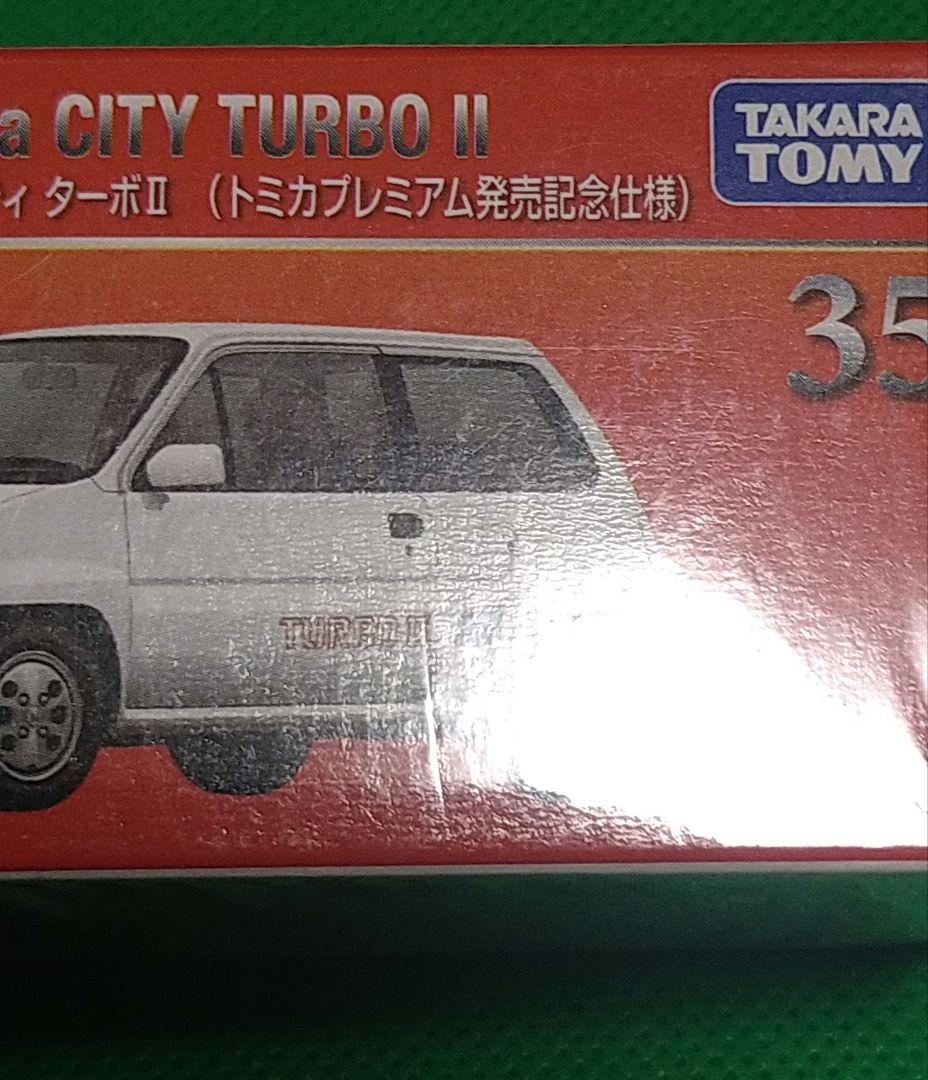 a CITY TURBO II
ィ ターボⅡ (トミカプレミアム発売記念仕様)
TAKARA
TOMY
35
TURBO II